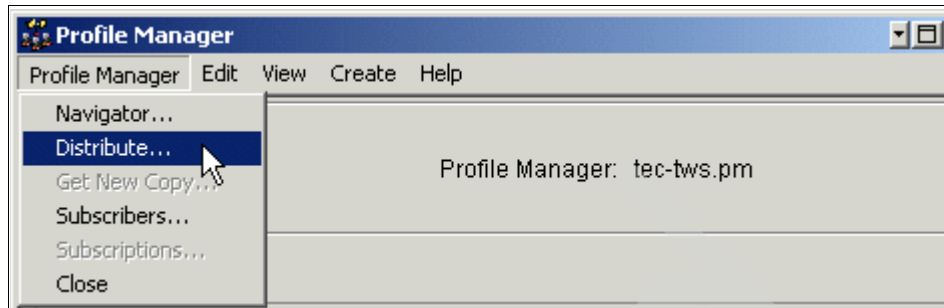 Profile Manager
Profile Manager Edit View Create Help
Navigator...
Distribute...
Profile Manager: tec-tws.pm
Get New Copy...
Subscribers...
Subscriptions...
Close